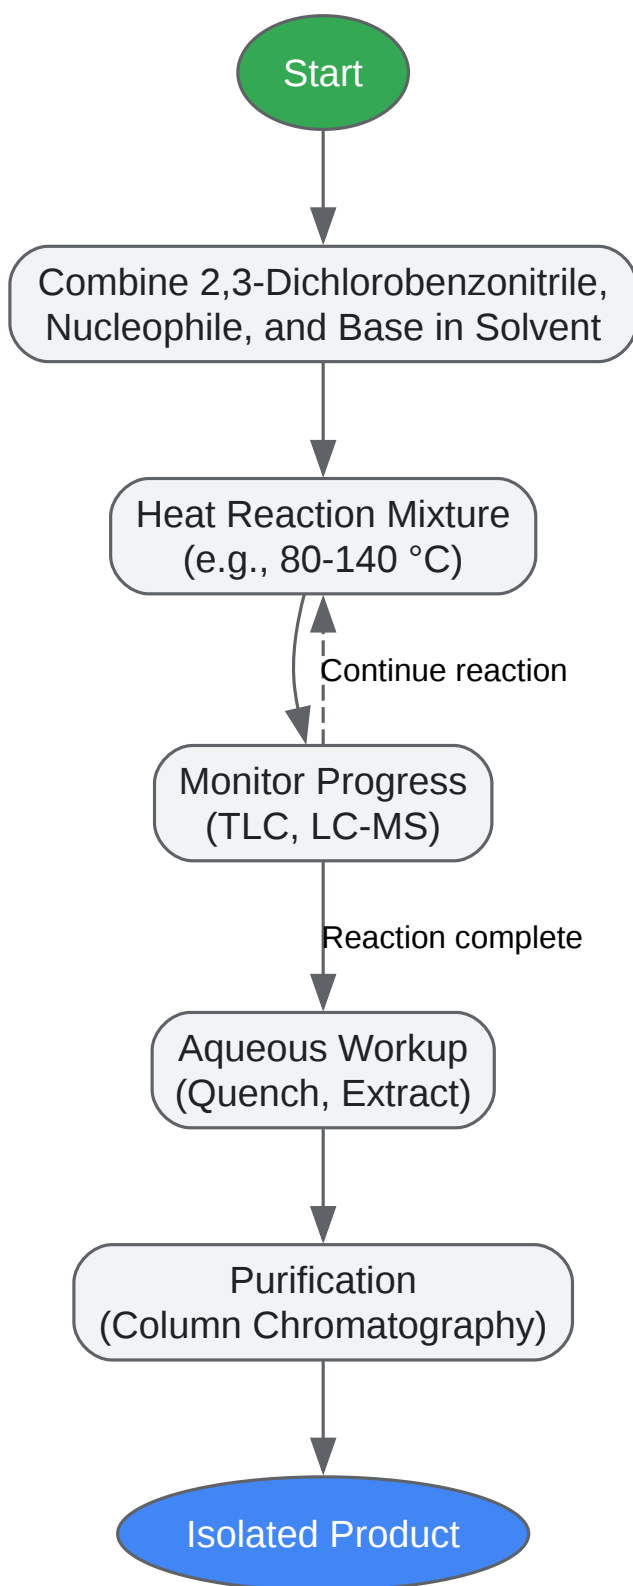 Start
Combine 2,3-Dichlorobenzonitrile,
Nucleophile, and Base in Solvent
Heat Reaction Mixture
(e.g., 80-140 °C)
Continue reaction
Monitor Progress
(TLC, LC-MS)
Reaction complete
Aqueous Workup
(Quench, Extract)
Purification
(Column Chromatography)
Isolated Product